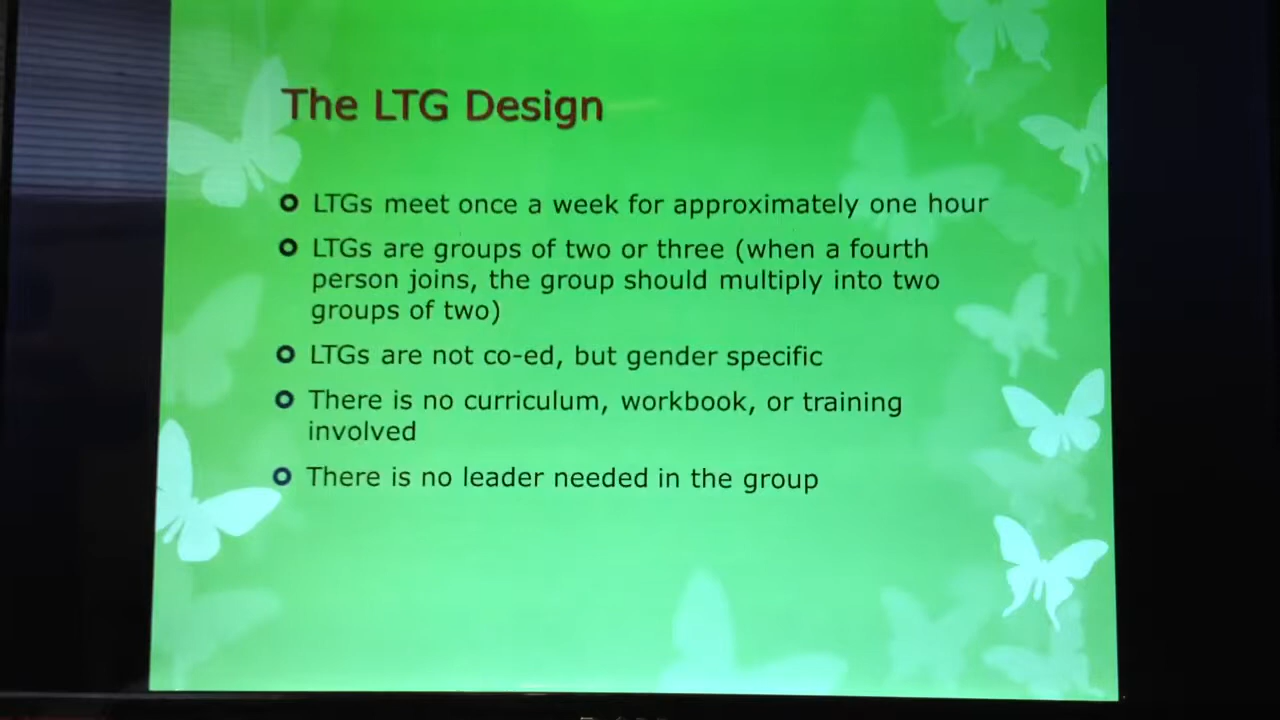 The LTG Design
LTGs meet once a week for approximately one hour
LTGs are groups of two or three (when a fourth
person joins, the group should multiply into two
groups of two)
LTGs are not co-ed, but gender specific
There is no curriculum, workbook, or training
involved
There is no leader needed in the group